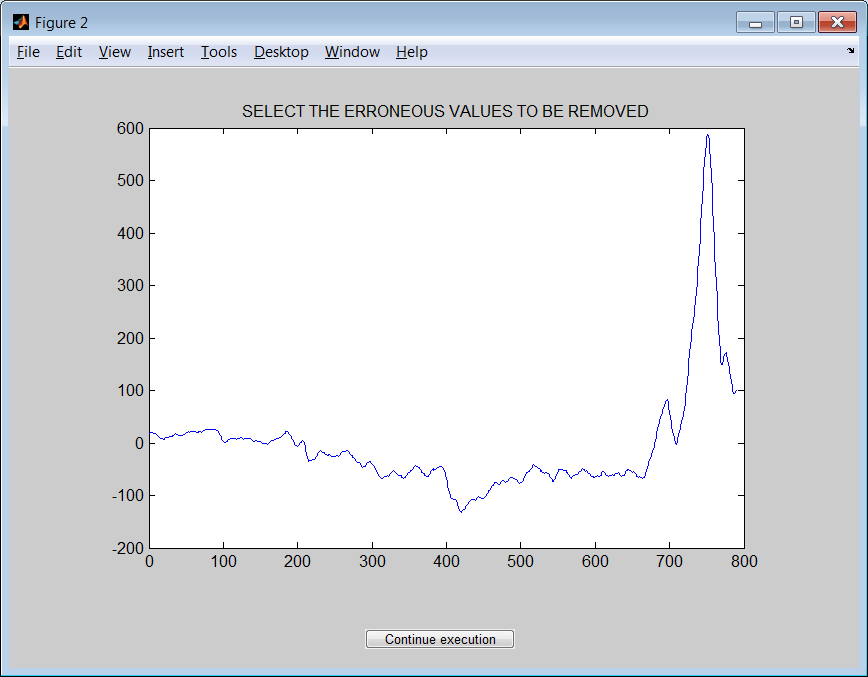 Figure 2
File Edit View Insert Tools Desktop Window Help
SELECT THE ERRONEOUS VALUES TO BE REMOVED
600
500
400
300
200
100
0
-100
-200
0 100 200 300 400 500 600 700 800
Continue execution